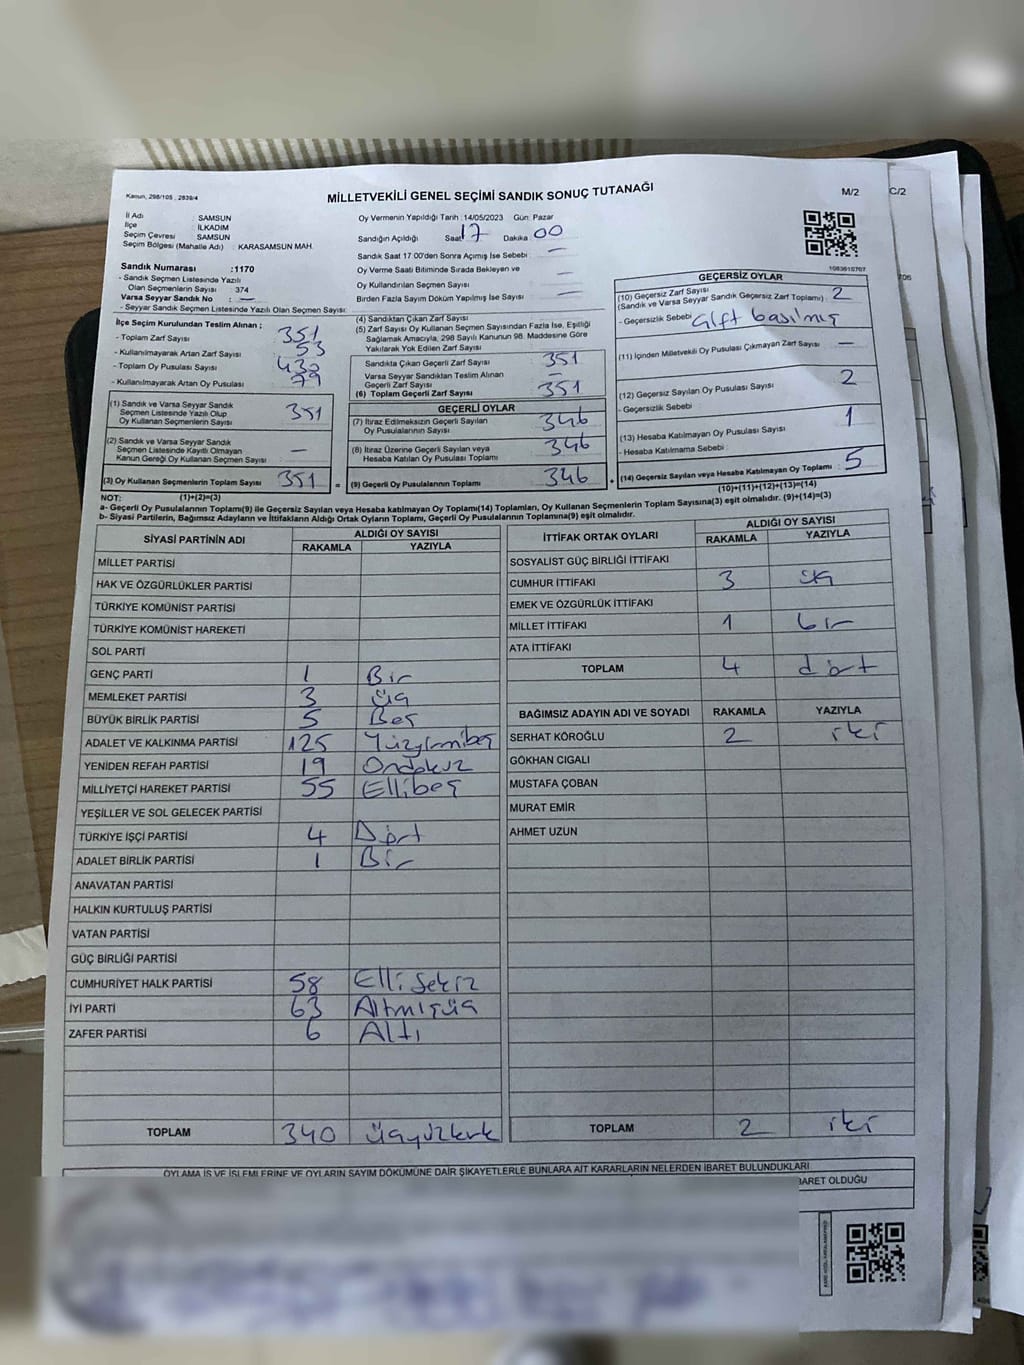 Kanun, 298/105 , 2839/4
MİLLETVEKİLİ GENEL SEÇİMİ SANDIK SONUÇ TUTANAĞI
M/2
C/2
İl Adı : SAMSUN
İlçe : İLKADIM
Seçim Çevresi : SAMSUN
Seçim Bölgesi (Mahalle Adı) : KARASAMSUN MAH.
Oy Vermenin Yapıldığı Tarih :14/05/2023 Gün: Pazar
Sandığın Açıldığı Saat 17 Dakika 00
Sandık Saat 17 00'den Sonra Açımış İse Sebebi —
Oy Verme Saati Bitiminde Sırada Bekleyen ve
Oy Kullandırılan Seçmen Sayısı —
Birden Fazla Sayım Döküm Yapılmış İse Sayısı —
1083615707
706
Sandık Numarası :1170
- Sandık Seçmen Listesinde Yazılı
Olan Seçmenlerin Sayısı : 374
Varsa Seyyar Sandık No : —
- Seyyar Sandık Seçmen Listesinde Yazılı Olan Seçmen Sayısı:
İlçe Seçim Kurulundan Teslim Alınan ;
- Toplam Zarf Sayısı 351
- Kullanılmayarak Artan Zarf Sayısı 53
- Toplam Oy Pusulası Sayısı
- Kullanılmayarak Artan Oy Pusulası 79
(1) Sandık ve Varsa Seyyar Sandık
Seçmen Listesinde Yazılı Olup
Oy Kullanan Seçmenlerin Sayısı : 351
(2) Sandık ve Varsa Seyyar Sandık
Seçmen Listesinde Kayıtlı Olmayan
Kanun Gereği Oy Kullanan Seçmen Sayısı : —
(3) Oy Kullanan Seçmenlerin Toplam Sayısı : 351
(4) Sandıktan Çıkan Zarf Sayısı
(5) Zarf Sayısı Oy Kullanan Seçmen Sayısından Fazla İse, Eşitliği
Sağlamak Amacıyla, 298 Sayılı Kanunun 98. Maddesine Göre
Yakılarak Yok Edilen Zarf Sayısı
Sandıkta Çıkan Geçerli Zarf Sayısı 351
Varsa Seyyar Sandıktan Teslim Alınan
Geçerli Zarf Sayısı —
(6) Toplam Geçerli Zarf Sayısı 351
GEÇERLİ OYLAR
(7) İtiraz Edilmeksizin Geçerli Sayılan
Oy Pusulalarının Sayısı : 346
(8) İtiraz Üzerine Geçerli Sayılan veya
Hesaba Katılan Oy Pusulası Toplamı : 346
= (9) Geçerli Oy Pusulalarının Toplamı : 346
GEÇERSİZ OYLAR
(10) Geçersiz Zarf Sayısı
(Sandık ve Varsa Seyyar Sandık Geçersiz Zarf Toplamı) : 2
- Geçersizlik Sebebi : Çift basılmış
(11) İçinden Milletvekili Oy Pusulası Çıkmayan Zarf Sayısı : —
(12) Geçersiz Sayılan Oy Pusulası Sayısı : 2
- Geçersizlik Sebebi
(13) Hesaba Katılmayan Oy Pusulası Sayısı : 1
- Hesaba Katılmama Sebebi :
+ (14) Geçersiz Sayılan veya Hesaba Katılmayan Oy Toplamı : 5
(10)+(11)+(12)+(13)=(14)
NOT: (1)+(2)=(3)
a- Geçerli Oy Pusulalarının Toplamı(9) ile Geçersiz Sayılan veya Hesaba katılmayan Oy Toplamı(14) Toplamları, Oy Kullanan Seçmenlerin Toplam Sayısına(3) eşit olmalıdır. (9)+(14)=(3)
b- Siyasi Partilerin, Bağımsız Adayların ve İttifakların Aldığı Ortak Oyların Toplamı, Geçerli Oy Pusulalarının Toplamına(9) eşit olmalıdır.
SİYASİ PARTİNİN ADI
ALDIĞI OY SAYISI
RAKAMLA YAZIYLA
MİLLET PARTİSİ
HAK VE ÖZGÜRLÜKLER PARTİSİ
TÜRKİYE KOMÜNİST PARTİSİ
TÜRKİYE KOMÜNİST HAREKETİ
SOL PARTİ
GENÇ PARTİ 1 Bir
MEMLEKET PARTİSİ 3 üç
BÜYÜK BİRLİK PARTİSİ 5 Beş
ADALET VE KALKINMA PARTİSİ 125 Yüzyirmibeş
YENİDEN REFAH PARTİSİ 19 Ondokuz
MİLLİYETÇİ HAREKET PARTİSİ 55 Ellibeş
YEŞİLLER VE SOL GELECEK PARTİSİ
TÜRKİYE İŞÇİ PARTİSİ 4 Dört
ADALET BİRLİK PARTİSİ 1 Bir
ANAVATAN PARTİSİ
HALKIN KURTULUŞ PARTİSİ
VATAN PARTİSİ
GÜÇ BİRLİĞİ PARTİSİ
CUMHURİYET HALK PARTİSİ 58 Elli Sekiz
İYİ PARTİ 63 Altmışüç
ZAFER PARTİSİ 6 Altı
TOPLAM 340 üçyüzkırk
İTTİFAK ORTAK OYLARI
ALDIĞI OY SAYISI
RAKAMLA YAZIYLA
SOSYALİST GÜÇ BİRLİĞİ İTTİFAKI
CUMHUR İTTİFAKI 3 üç
EMEK VE ÖZGÜRLÜK İTTİFAKI
MİLLET İTTİFAKI 1 bir
ATA İTTİFAKI
TOPLAM 4 dört
BAĞIMSIZ ADAYIN ADI VE SOYADI RAKAMLA YAZIYLA
SERHAT KÖROĞLU 2 iki
GÖKHAN CIGALI
MUSTAFA ÇOBAN
MURAT EMİR
AHMET UZUN
TOPLAM 2 iki
OYLAMA İŞ VE İŞLEMLERİNE VE OYLARIN SAYIM DÖKÜMÜNE DAİR ŞİKAYETLERLE BUNLARA AİT KARARLARIN NELERDEN İBARET BULUNDUKLARI
BARET OLDUĞU